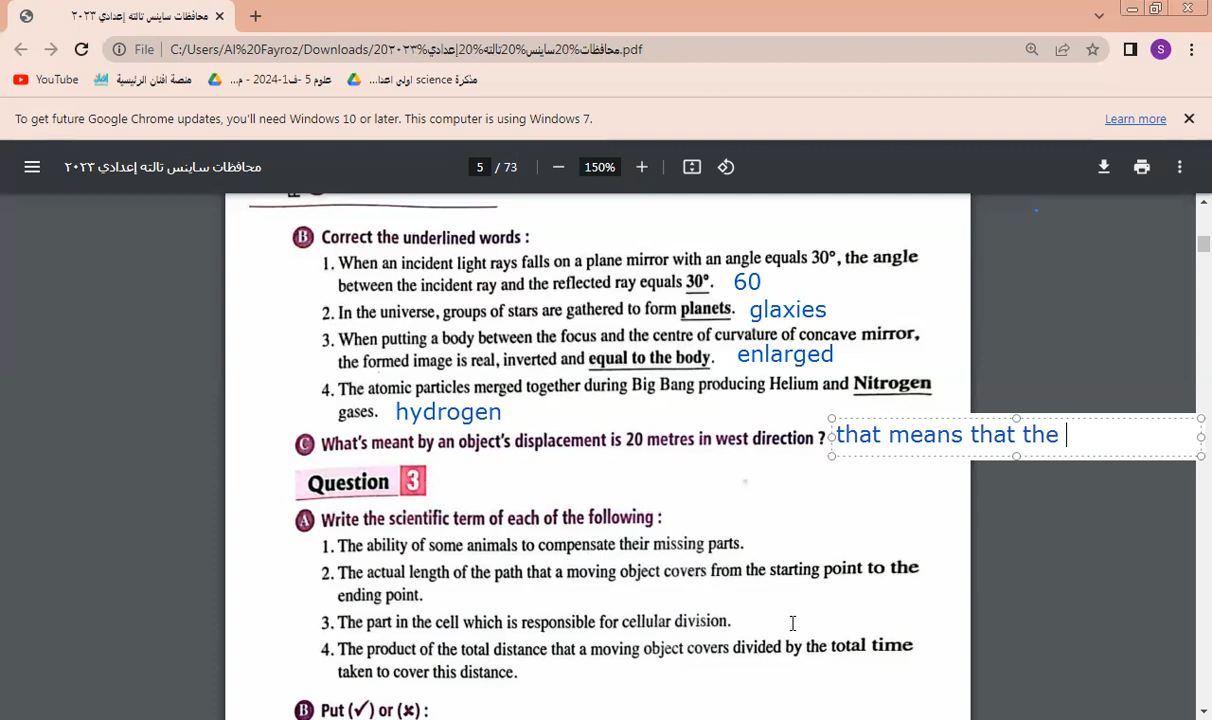 محافظات ساينس تالته إعدادي ٢٠٢٣
File C:/Users/Al%20Fayroz/Downloads/20٢٠٢٣%محافظات%20ساينس%20تالته%20إعدادي.pdf
YouTube منصة افنان الرئيسية علوم 5 -ف1-2024 - م... مذكرة science اولي اعدا...
To get future Google Chrome updates, you'll need Windows 10 or later. This computer is using Windows 7. Learn more
محافظات ساينس تالته إعدادي ٢٠٢٣ 5 / 73 150%
B Correct the underlined words :
1. When an incident light rays falls on a plane mirror with an angle equals 30°, the angle
between the incident ray and the reflected ray equals 30°. 60
2. In the universe, groups of stars are gathered to form planets. glaxies
3. When putting a body between the focus and the centre of curvature of concave mirror,
the formed image is real, inverted and equal to the body. enlarged
4. The atomic particles merged together during Big Bang producing Helium and Nitrogen
gases. hydrogen
C What's meant by an object's displacement is 20 metres in west direction ? that means that the
Question 3
A Write the scientific term of each of the following :
1. The ability of some animals to compensate their missing parts.
2. The actual length of the path that a moving object covers from the starting point to the
ending point.
3. The part in the cell which is responsible for cellular division.
4. The product of the total distance that a moving object covers divided by the total time
taken to cover this distance.
B Put (✓) or (✗) :